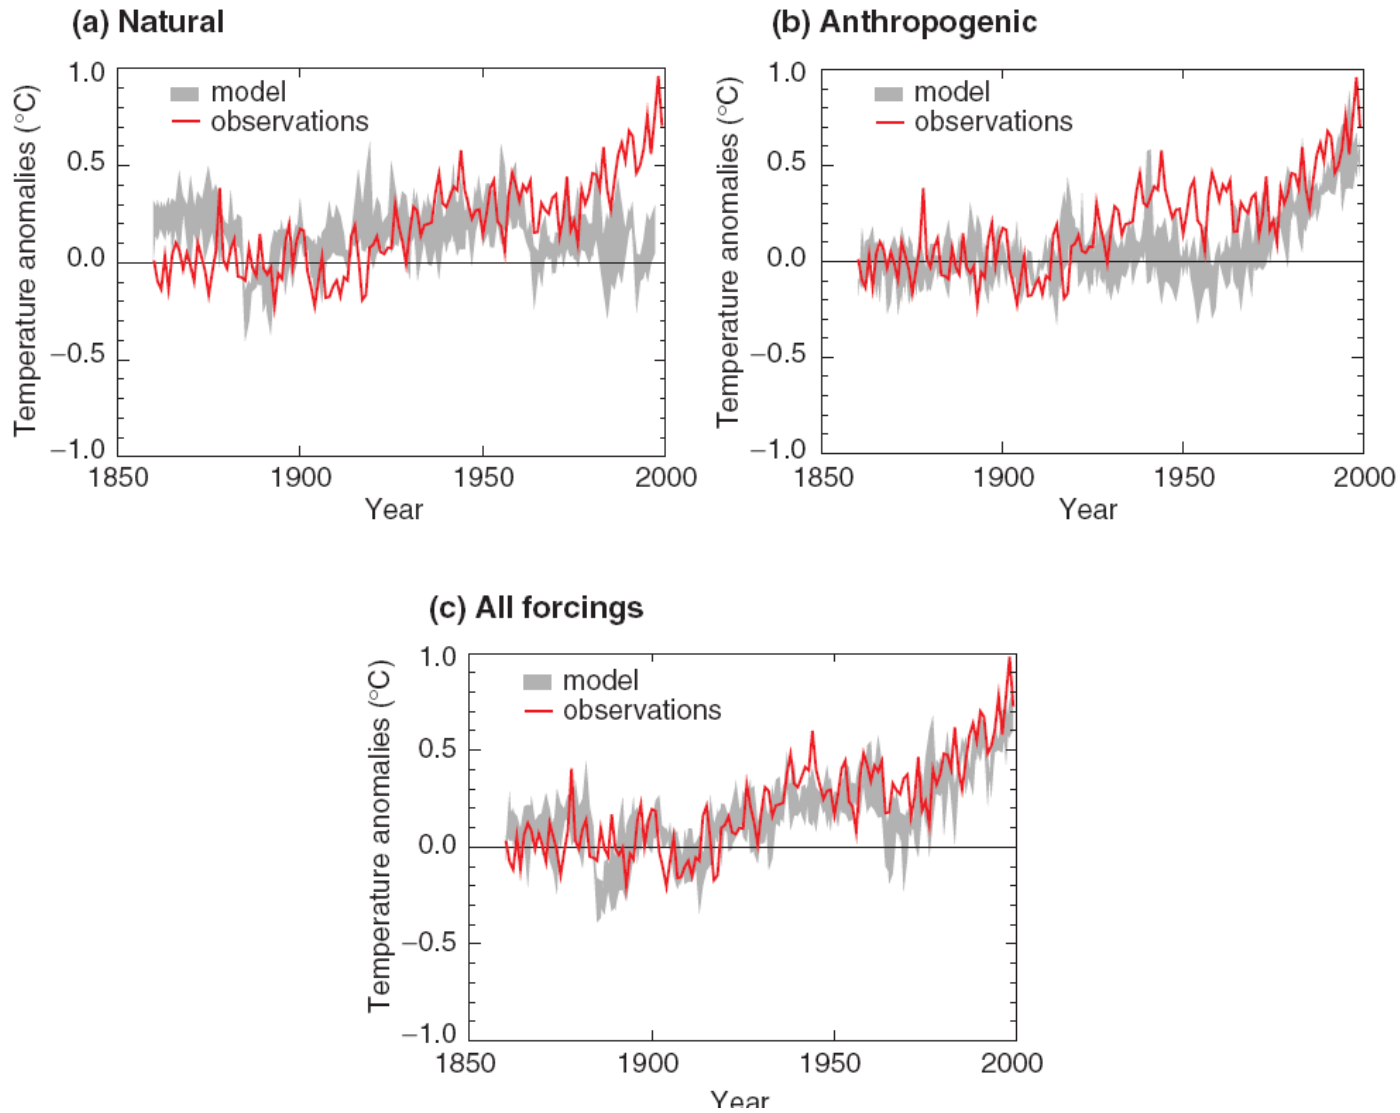 (a) Natural
(b) Anthropogenic
Temperature anomalies (°C)
1.0
0.5
0.0
−0.5
−1.0
model
observations
1850
1900
1950
2000
Year
Temperature anomalies (°C)
1.0
0.5
0.0
−0.5
−1.0
model
observations
1850
1900
1950
2000
Year
(c) All forcings
Temperature anomalies (°C)
1.0
0.5
0.0
−0.5
−1.0
model
observations
1850
1900
1950
2000
Year